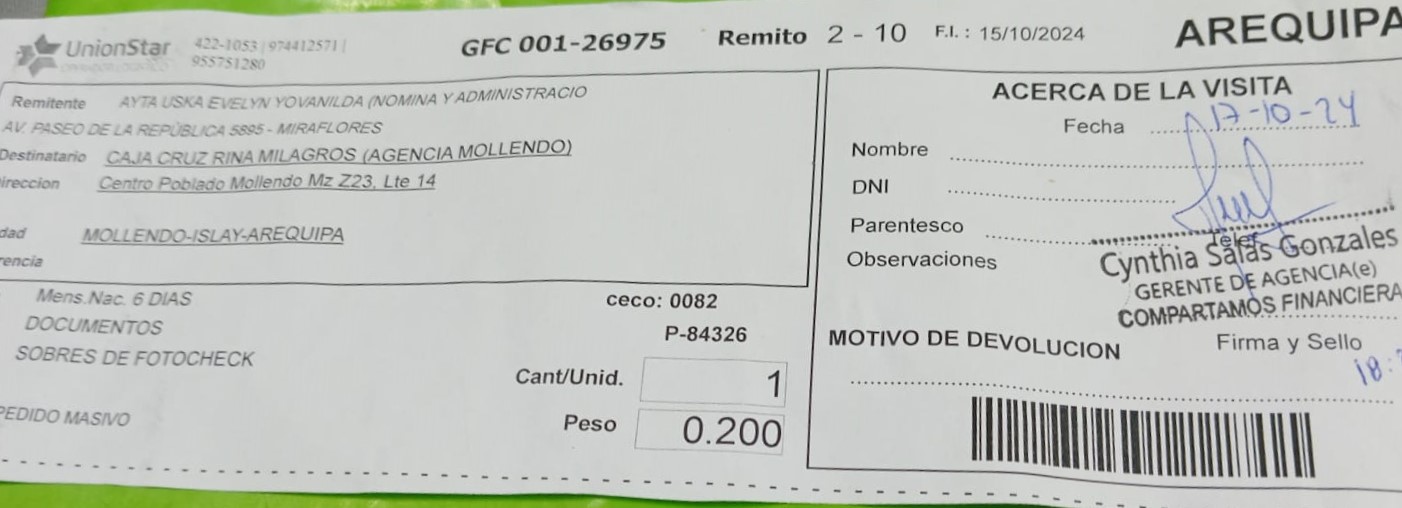 UnionStar 422-1053 | 974412571 |
955751280
GFC 001-26975 Remito 2 - 10 F.I. : 15/10/2024 AREQUIPA
Remitente AYTA USKA EVELYN YOVANILDA (NOMINA Y ADMINISTRACIO
AV. PASEO DE LA REPÚBLICA 5895 - MIRAFLORES
Destinatario CAJA CRUZ RINA MILAGROS (AGENCIA MOLLENDO)
ireccion Centro Poblado Mollendo Mz Z23, Lte 14
dad MOLLENDO-ISLAY-AREQUIPA
rencia
Mens.Nac. 6 DIAS ceco: 0082
DOCUMENTOS P-84326
SOBRES DE FOTOCHECK
Cant/Unid. 1
PEDIDO MASIVO
Peso 0.200
ACERCA DE LA VISITA
Fecha 17-10-24
Nombre
DNI
Parentesco
Telef
Observaciones
Cynthia Salas Gonzales
GERENTE DE AGENCIA(e)
COMPARTAMOS FINANCIERA
MOTIVO DE DEVOLUCION Firma y Sello
18: